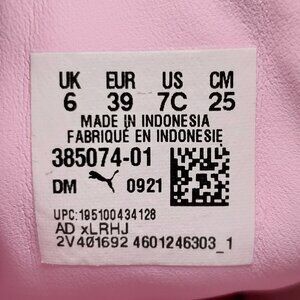 UK EUR US CM
6 39 7C 25
MADE IN INDONESIA
FABRIQUÉ EN INDONESIE
385074-01
DM 0921
UPC:195100434128
AD xLRHJ
2V401692 4601246303_1